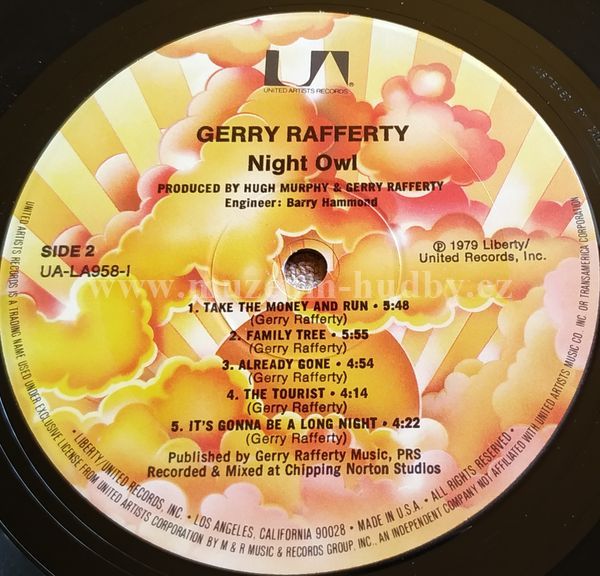 UA®
UNITED ARTISTS RECORDS
GERRY RAFFERTY
Night Owl
PRODUCED BY HUGH MURPHY & GERRY RAFFERTY
Engineer: Barry Hammond
SIDE 2
UA-LA958-I
℗ 1979 Liberty/
United Records, Inc.
www.muzeum-hudby.cz
1. TAKE THE MONEY AND RUN • 5:48
(Gerry Rafferty)
2. FAMILY TREE • 5:55
(Gerry Rafferty)
3. ALREADY GONE • 4:54
(Gerry Rafferty)
4. THE TOURIST • 4:14
(Gerry Rafferty)
5. IT'S GONNA BE A LONG NIGHT • 4:22
(Gerry Rafferty)
Published by Gerry Rafferty Music, PRS
Recorded & Mixed at Chipping Norton Studios
• LIBERTY/UNITED RECORDS, INC. • LOS ANGELES, CALIFORNIA 90028 • MADE IN U.S.A. • ALL RIGHTS RESERVED •
UNITED ARTISTS RECORDS IS A TRADING NAME USED UNDER EXCLUSIVE LICENSE FROM UNITED ARTISTS CORPORATION BY M & R MUSIC & RECORDS GROUP, INC., AN INDEPENDENT COMPANY NOT AFFILIATED WITH UNITED ARTISTS MUSIC CO. INC. OR TRANSAMERICA CORPORATION